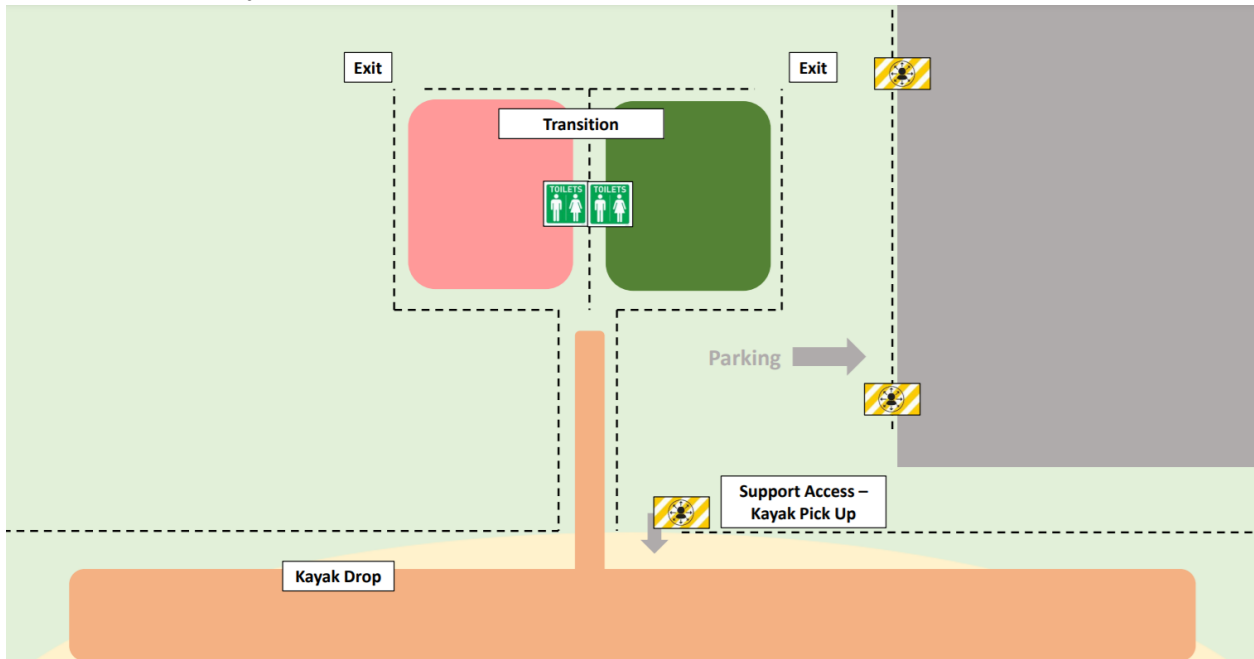 Exit
Exit
Transition
TOILETS
TOILETS
Parking
Support Access –
Kayak Pick Up
Kayak Drop